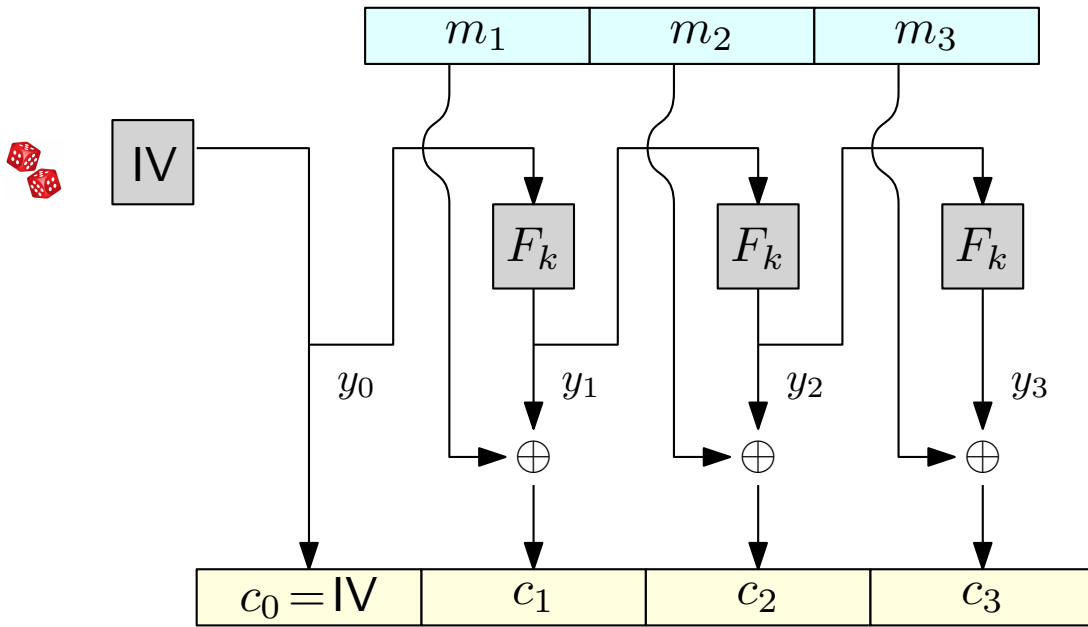 m₁ m₂ m₃
IV
Fₖ Fₖ Fₖ
y₀ y₁ y₂ y₃
⊕ ⊕ ⊕
c₀ = IV c₁ c₂ c₃